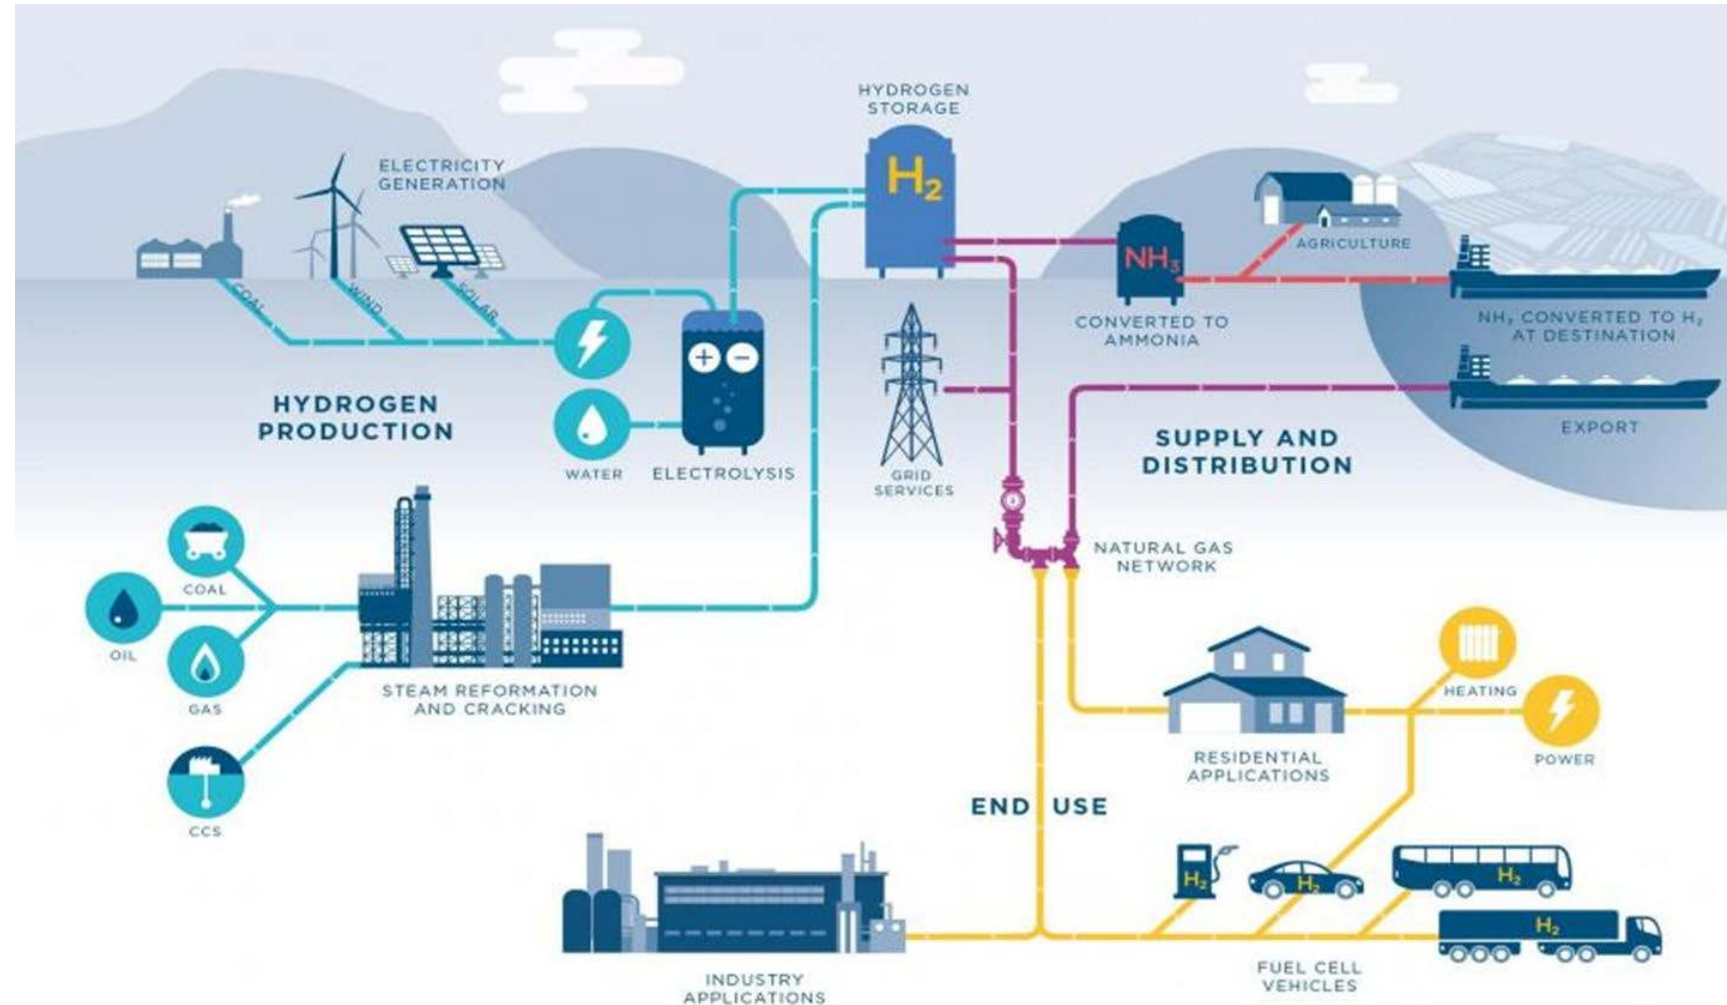 HYDROGEN
STORAGE
H₂
ELECTRICITY
GENERATION
COAL
WIND
SOLAR
NH₃
AGRICULTURE
CONVERTED TO
AMMONIA
NH₃ CONVERTED TO H₂
AT DESTINATION
HYDROGEN
PRODUCTION
WATER
ELECTROLYSIS
GRID
SERVICES
SUPPLY AND
DISTRIBUTION
EXPORT
NATURAL GAS
NETWORK
COAL
OIL
GAS
STEAM REFORMATION
AND CRACKING
CCS
HEATING
POWER
RESIDENTIAL
APPLICATIONS
END USE
H₂
H₂
H₂
H₂
INDUSTRY
APPLICATIONS
FUEL CELL
VEHICLES